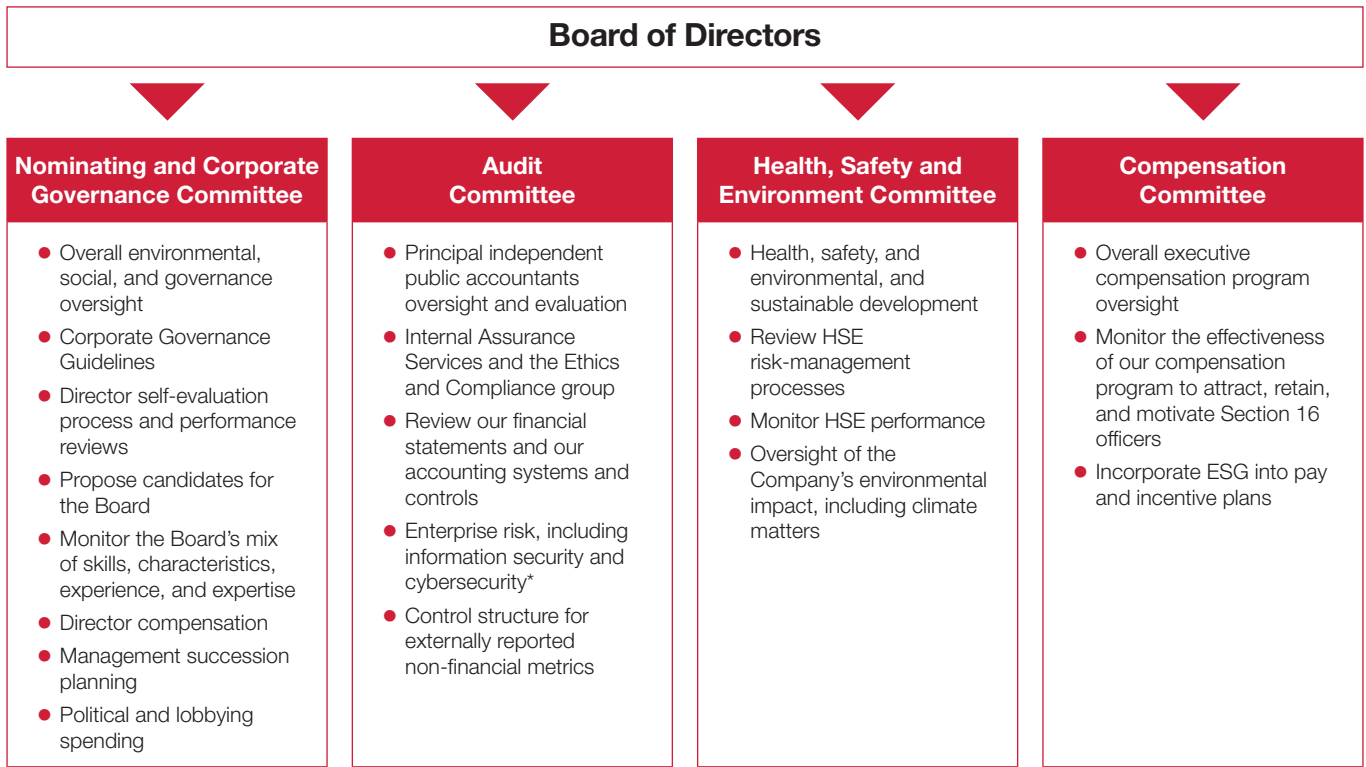 Board of Directors
Nominating and Corporate
Governance Committee
● Overall environmental,
social, and governance
oversight
● Corporate Governance
Guidelines
● Director self-evaluation
process and performance
reviews
● Propose candidates for
the Board
● Monitor the Board’s mix
of skills, characteristics,
experience, and expertise
● Director compensation
● Management succession
planning
● Political and lobbying
spending
Audit
Committee
● Principal independent
public accountants
oversight and evaluation
● Internal Assurance
Services and the Ethics
and Compliance group
● Review our financial
statements and our
accounting systems and
controls
● Enterprise risk, including
information security and
cybersecurity*
● Control structure for
externally reported
non-financial metrics
Health, Safety and
Environment Committee
● Health, safety, and
environmental, and
sustainable development
● Review HSE
risk-management
processes
● Monitor HSE performance
● Oversight of the
Company’s environmental
impact, including climate
matters
Compensation
Committee
● Overall executive
compensation program
oversight
● Monitor the effectiveness
of our compensation
program to attract, retain,
and motivate Section 16
officers
● Incorporate ESG into pay
and incentive plans